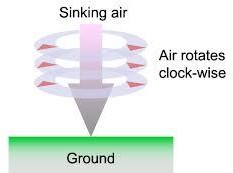 Sinking air
Air rotates
clock-wise
Ground